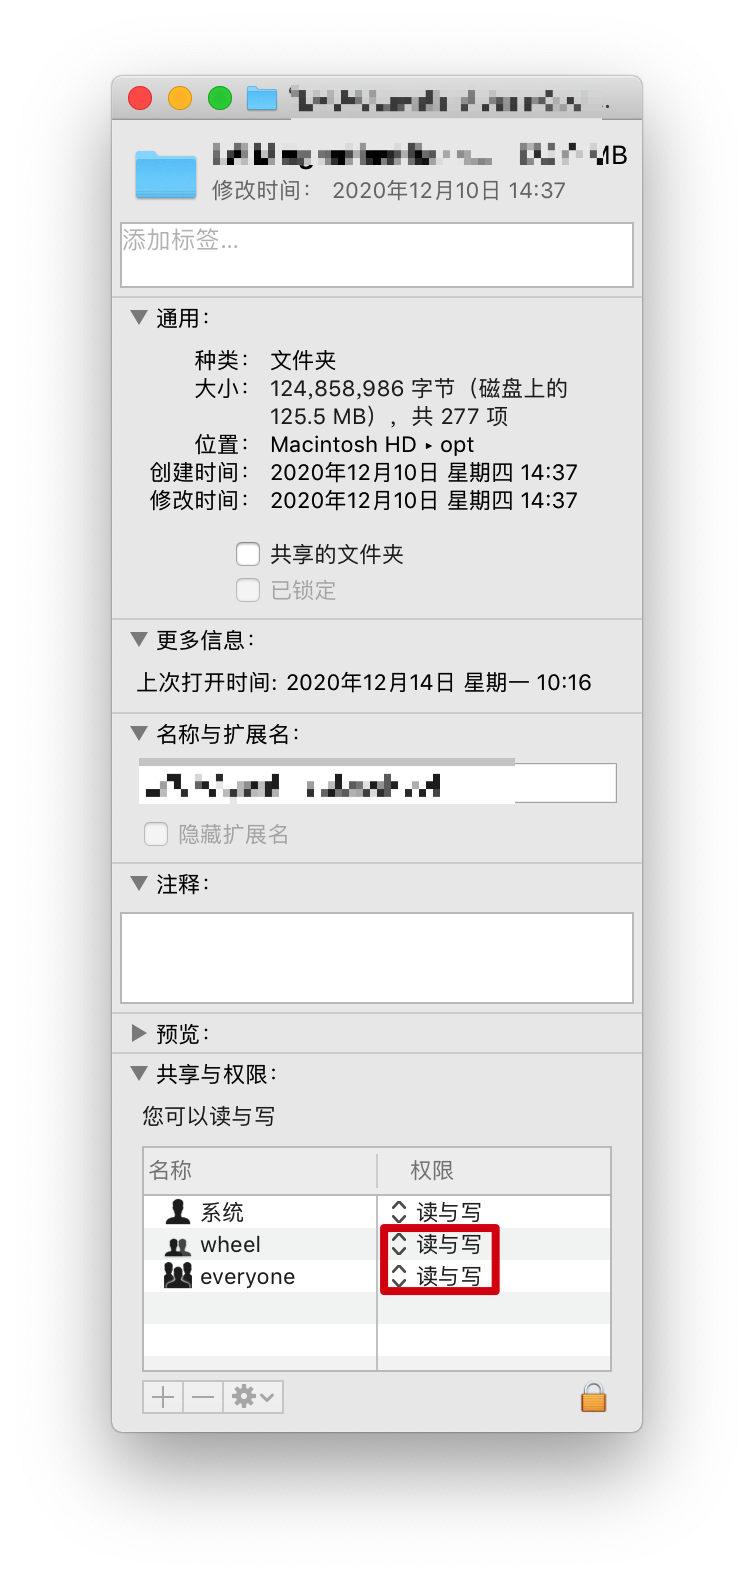 MB
修改时间： 2020年12月10日 14:37
添加标签...
通用：
种类： 文件夹
大小： 124,858,986 字节（磁盘上的
125.5 MB），共 277 项
位置： Macintosh HD ▸ opt
创建时间： 2020年12月10日 星期四 14:37
修改时间： 2020年12月10日 星期四 14:37
共享的文件夹
已锁定
更多信息：
上次打开时间: 2020年12月14日 星期一 10:16
名称与扩展名：
隐藏扩展名
注释：
预览：
共享与权限：
您可以读与写
名称 权限
系统 读与写
wheel 读与写
everyone 读与写